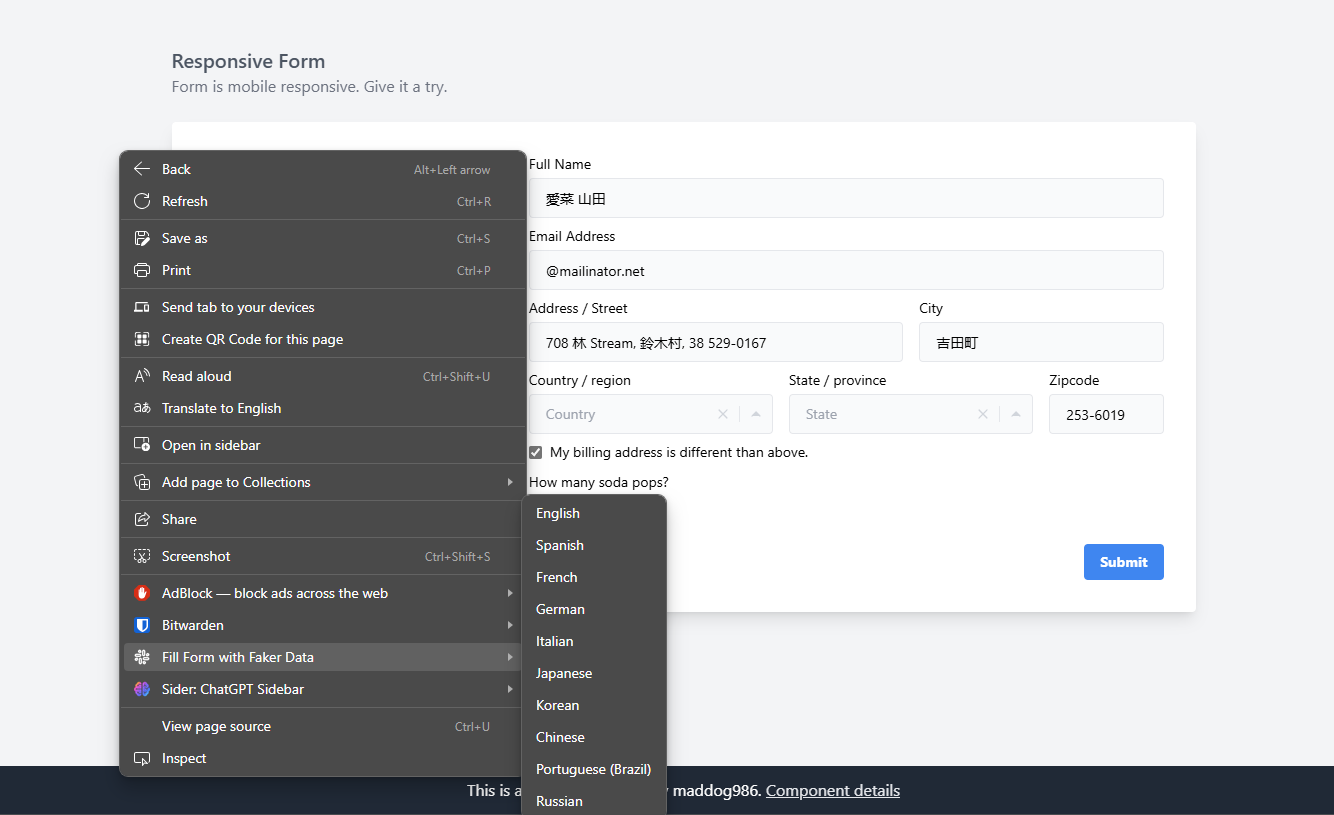 Responsive Form
Form is mobile responsive. Give it a try.
Back Alt+Left arrow
Refresh Ctrl+R
Save as Ctrl+S
Print Ctrl+P
Send tab to your devices
Create QR Code for this page
Read aloud Ctrl+Shift+U
Translate to English
Open in sidebar
Add page to Collections
Share
Screenshot Ctrl+Shift+S
AdBlock — block ads across the web
Bitwarden
Fill Form with Faker Data
Sider: ChatGPT Sidebar
View page source Ctrl+U
Inspect
Full Name
愛菜 山田
Email Address
@mailinator.net
Address / Street City
708 林 Stream, 鈴木村, 38 529-0167 吉田町
Country / region State / province Zipcode
Country State 253-6019
My billing address is different than above.
How many soda pops?
English
Spanish
French
German
Italian
Japanese
Korean
Chinese
Portuguese (Brazil)
Russian
Submit
This is a maddog986. Component details